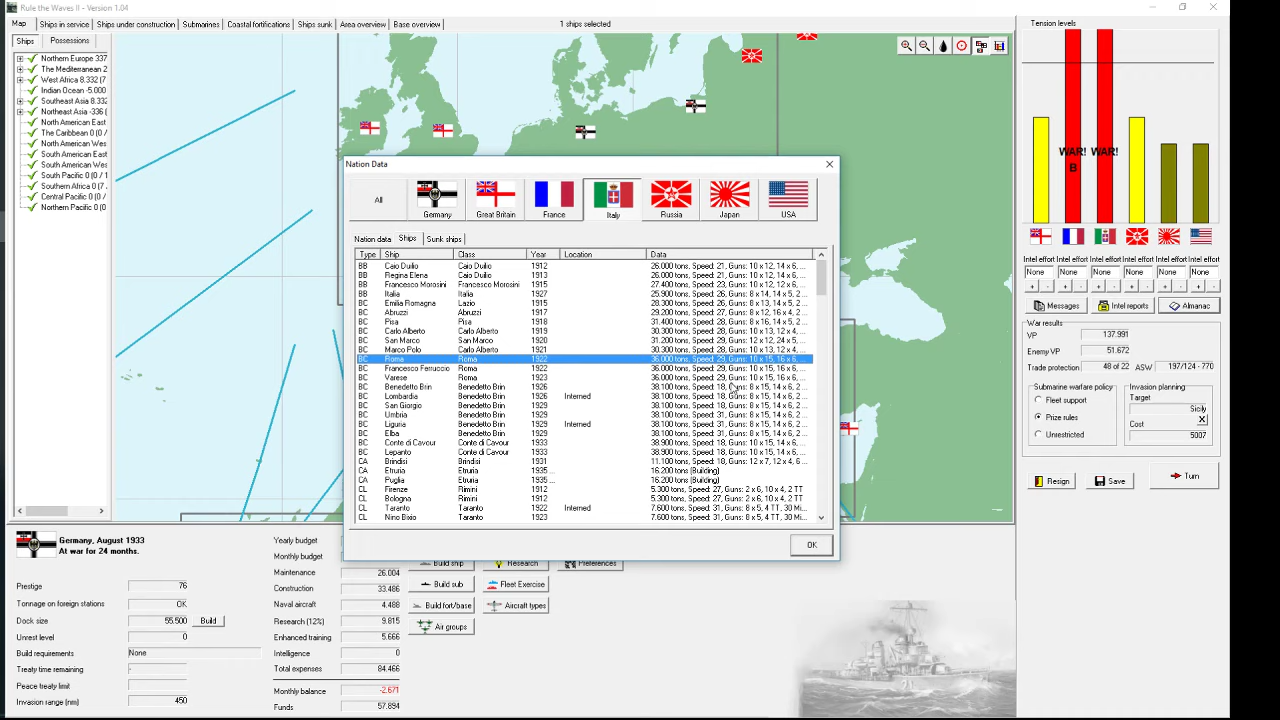 Rule the Waves II - Version 1.04
Map Ships in service Ships under construction Submarines Coastal fortifications Ships sunk Area overview Base overview 1 ships selected
Ships Possessions
Northern Europe 337
The Mediterranean 2
West Africa 8.332 (7
Indian Ocean -5.000
Southeast Asia 8.332
Northeast Asia -336 (
North American East
The Caribbean 0 (0 /
North American West
South American East
South American West
South Pacific 0 (0 / 1
Southern Africa 0 (7 .
Central Pacific 0 (0 /
Northern Pacific 0 (0
Nation Data
All Germany Great Britain France Italy Russia Japan USA
Nation data Ships Sunk ships
Type Ship Class Year Location Data
BB Caio Duilio Caio Duilio 1912 26.000 tons, Speed: 21, Guns: 10 x 12, 14 x 6, ...
BB Regina Elena Caio Duilio 1913 26.000 tons, Speed: 21, Guns: 10 x 12, 14 x 6, ...
BB Francesco Morosini Francesco Morosini 1915 27.400 tons, Speed: 23, Guns: 10 x 12, 12 x 6, ...
BB Italia Italia 1927 25.900 tons, Speed: 26, Guns: 8 x 14, 14 x 5, 2 ...
BC Emilia Romagna Lazio 1915 28.300 tons, Speed: 26, Guns: 8 x 13, 14 x 5, 2 ...
BC Abruzzi Abruzzi 1917 29.200 tons, Speed: 27, Guns: 8 x 12, 16 x 4, 2 ...
BC Pisa Pisa 1918 31.400 tons, Speed: 28, Guns: 8 x 16, 14 x 5, 2 ...
BC Carlo Alberto Carlo Alberto 1919 30.300 tons, Speed: 28, Guns: 10 x 13, 12 x 4, ...
BC San Marco San Marco 1920 31.200 tons, Speed: 29, Guns: 12 x 12, 24 x 5, ...
BC Marco Polo Carlo Alberto 1921 30.300 tons, Speed: 28, Guns: 10 x 13, 12 x 4, ...
BC Roma Roma 1922 36.000 tons, Speed: 29, Guns: 10 x 15, 16 x 6, ...
BC Francesco Ferruccio Roma 1922 36.000 tons, Speed: 29, Guns: 10 x 15, 16 x 6, ...
BC Varese Roma 1923 36.000 tons, Speed: 29, Guns: 10 x 15, 16 x 6, ...
BC Benedetto Brin Benedetto Brin 1926 38.100 tons, Speed: 18, Guns: 8 x 15, 14 x 6, 2 ...
BC Lombardia Benedetto Brin 1926 Interned 38.100 tons, Speed: 18, Guns: 8 x 15, 14 x 6, 2 ...
BC San Giorgio Benedetto Brin 1926 38.100 tons, Speed: 18, Guns: 8 x 15, 14 x 6, 2 ...
BC Umbria Benedetto Brin 1926 38.100 tons, Speed: 31, Guns: 8 x 15, 14 x 6, 2 ...
BC Liguria Benedetto Brin 1926 Interned 38.100 tons, Speed: 31, Guns: 8 x 15, 14 x 6, 2 ...
BC Elba Benedetto Brin 1926 38.100 tons, Speed: 31, Guns: 8 x 15, 14 x 6, 2 ...
BC Conte di Cavour Conte di Cavour 1933 38.900 tons, Speed: 18, Guns: 10 x 15, 14 x 6, ...
BC Lepanto Conte di Cavour 1933 38.900 tons, Speed: 18, Guns: 10 x 15, 14 x 6, ...
CA Brindisi Brindisi 1931 11.100 tons, Speed: 18, Guns: 12 x 7, 12 x 4, 6 ...
CA Etruria Etruria 1935 ... 16.200 tons (Building)
CA Puglia Etruria 1935 ... 16.200 tons (Building)
CL Firenze Rimini 1912 5.300 tons, Speed: 27, Guns: 2 x 6, 10 x 4, 2 TT
CL Bologna Rimini 1912 5.300 tons, Speed: 27, Guns: 2 x 6, 10 x 4, 2 TT
CL Taranto Taranto 1922 Interned 7.600 tons, Speed: 31, Guns: 8 x 5, 4 TT, 30 Mi...
CL Nino Bixio Taranto 1923 7.600 tons, Speed: 31, Guns: 8 x 5, 4 TT, 30 Mi...
OK
Tension levels
WAR! WAR!
B
Intel effort Intel effort Intel effort Intel effort Intel effort Intel effort
None None None None None None
+ - + - + - + - + - + -
Messages Intel reports Almanac
War results
VP 137.991
Enemy VP 51.672
Trade protection 48 of 22 ASW 197/124 - 770
Submarine warfare policy
Fleet support
Prize rules
Unrestricted
Invasion planning
Target
Sicily
Cost X
5007
Resign Save Turn
Germany, August 1933
At war for 24 months.
Prestige 76
Tonnage on foreign stations OK
Dock size 55.500 Build
Unrest level 0
Build requirements None
Treaty time remaining -
Peace treaty limit
Invasion range (nm) 450
Yearly budget
Monthly budget
Maintenance 26.004
Construction 33.486
Naval aircraft 4.488
Research (12%) 9.815
Enhanced training 5.666
Intelligence 0
Total expenses 84.466
Monthly balance -2.671
Funds 57.894
Build ship Research Preferences
Build sub Fleet Exercise
Build fort/base Aircraft types
Air groups